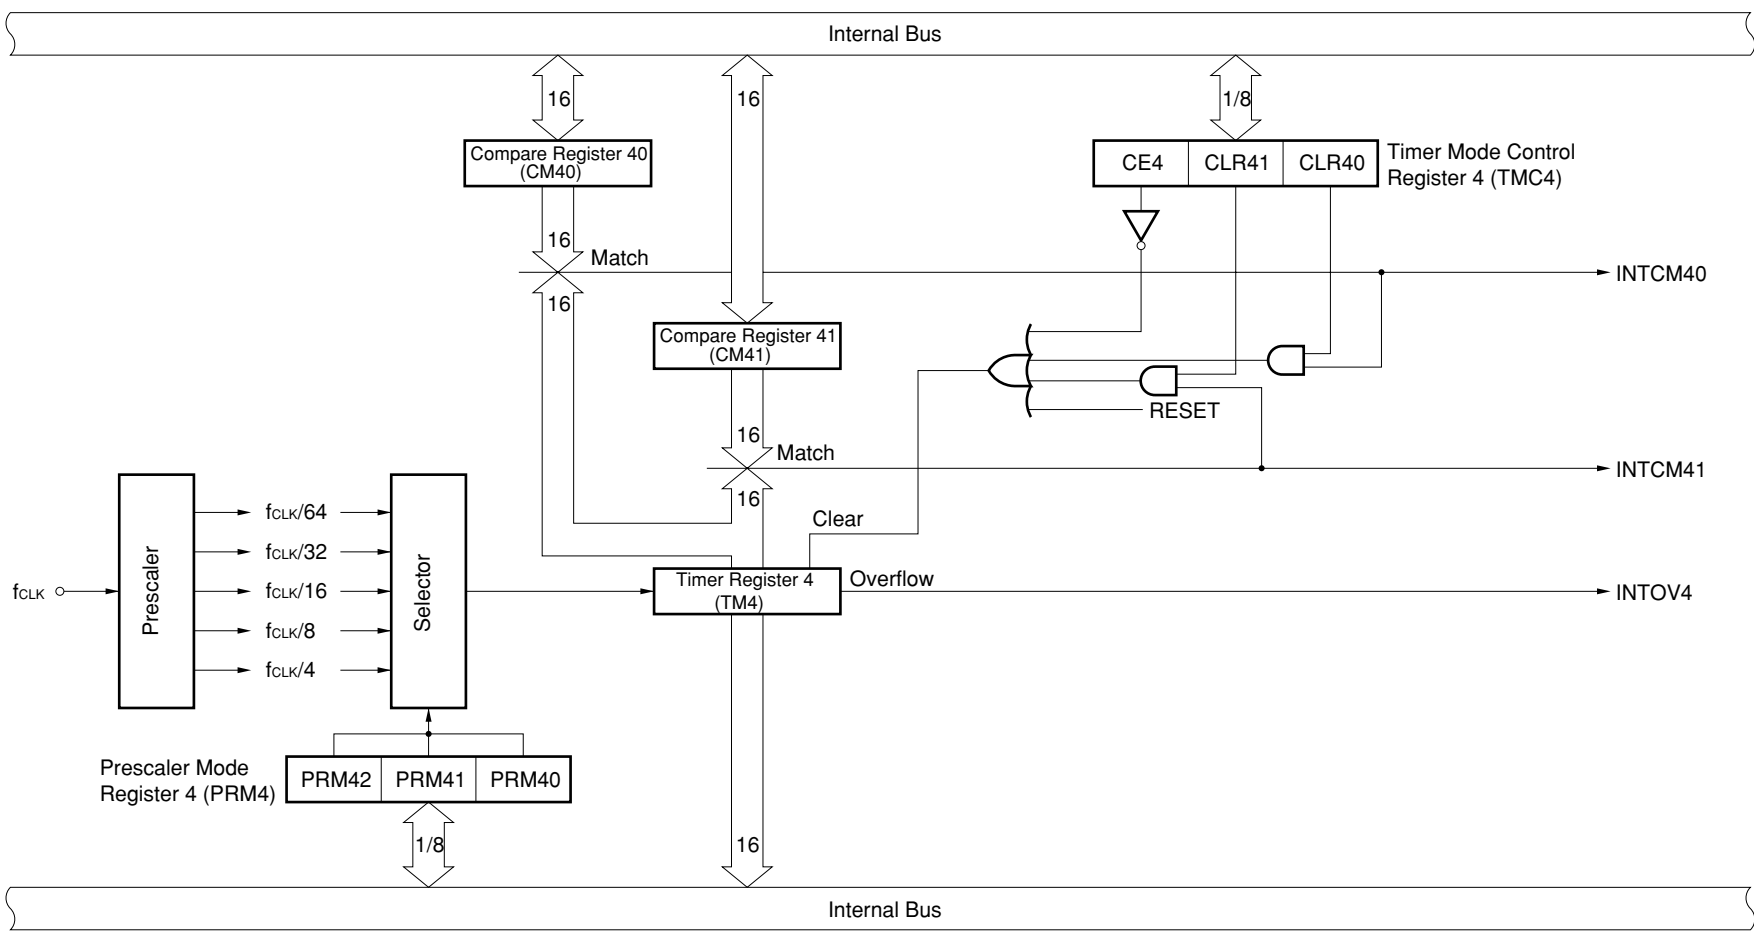 Internal Bus
16
16
1/8
Compare Register 40
(CM40)
CE4
CLR41
CLR40
Timer Mode Control
Register 4 (TMC4)
16
Match
INTCM40
16
Compare Register 41
(CM41)
RESET
16
Match
INTCM41
16
Clear
fCLK/64
fCLK/32
fCLK/16
fCLK/8
fCLK/4
fCLK
Prescaler
Selector
Timer Register 4
(TM4)
Overflow
INTOV4
Prescaler Mode
Register 4 (PRM4)
PRM42
PRM41
PRM40
1/8
16
Internal Bus